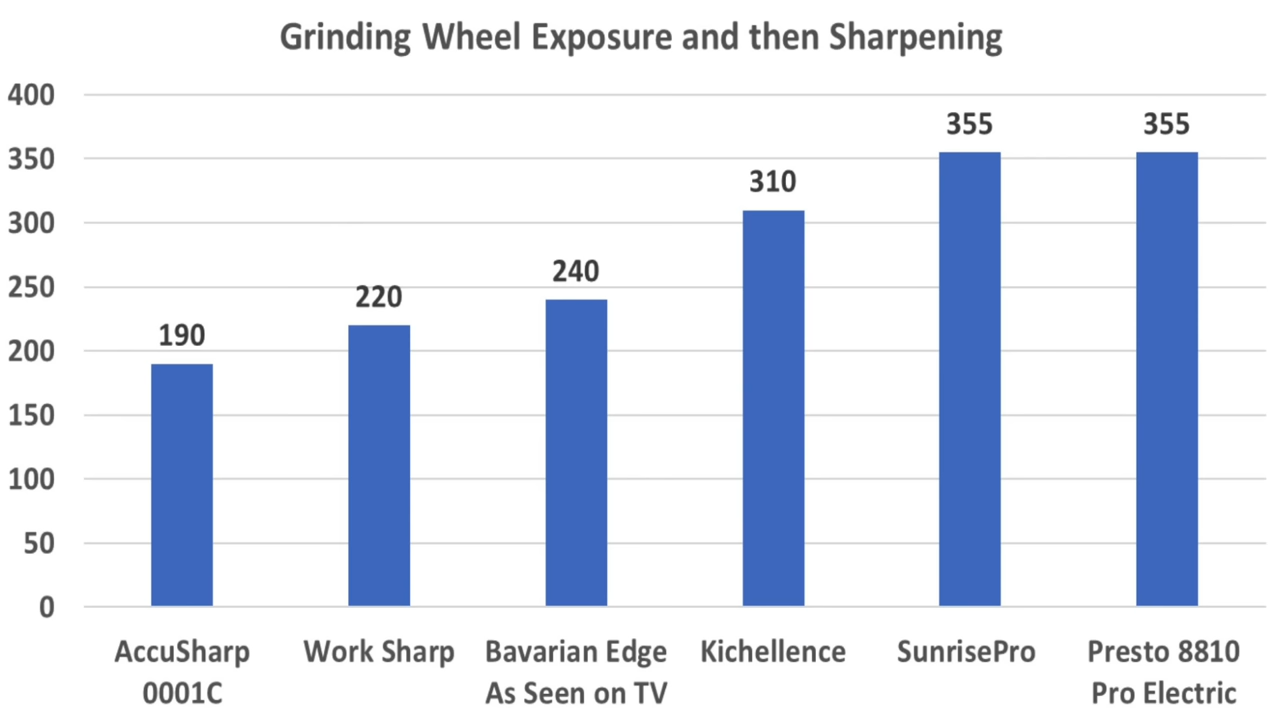 Grinding Wheel Exposure and then Sharpening
400
350
300
250
200
150
100
50
0
190
220
240
310
355
355
AccuSharp
0001C
Work Sharp
Bavarian Edge
As Seen on TV
Kichellence
SunrisePro
Presto 8810
Pro Electric